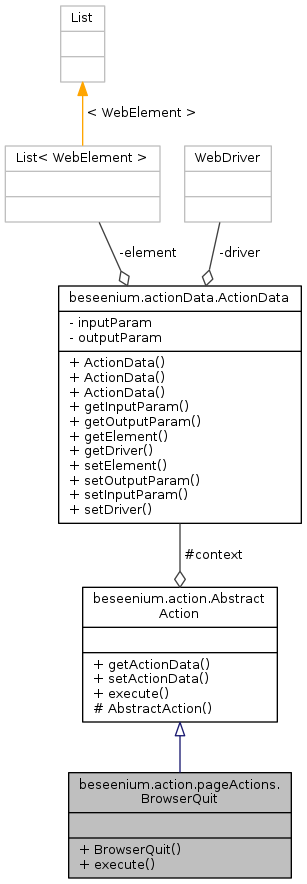 List
< WebElement >
List< WebElement >
WebDriver
-element
-driver
beseenium.actionData.ActionData
- inputParam
- outputParam
+ ActionData()
+ ActionData()
+ ActionData()
+ getInputParam()
+ getOutputParam()
+ getElement()
+ getDriver()
+ setElement()
+ setOutputParam()
+ setInputParam()
+ setDriver()
#context
beseenium.action.Abstract
Action
+ getActionData()
+ setActionData()
+ execute()
# AbstractAction()
beseenium.action.pageActions.
BrowserQuit
+ BrowserQuit()
+ execute()